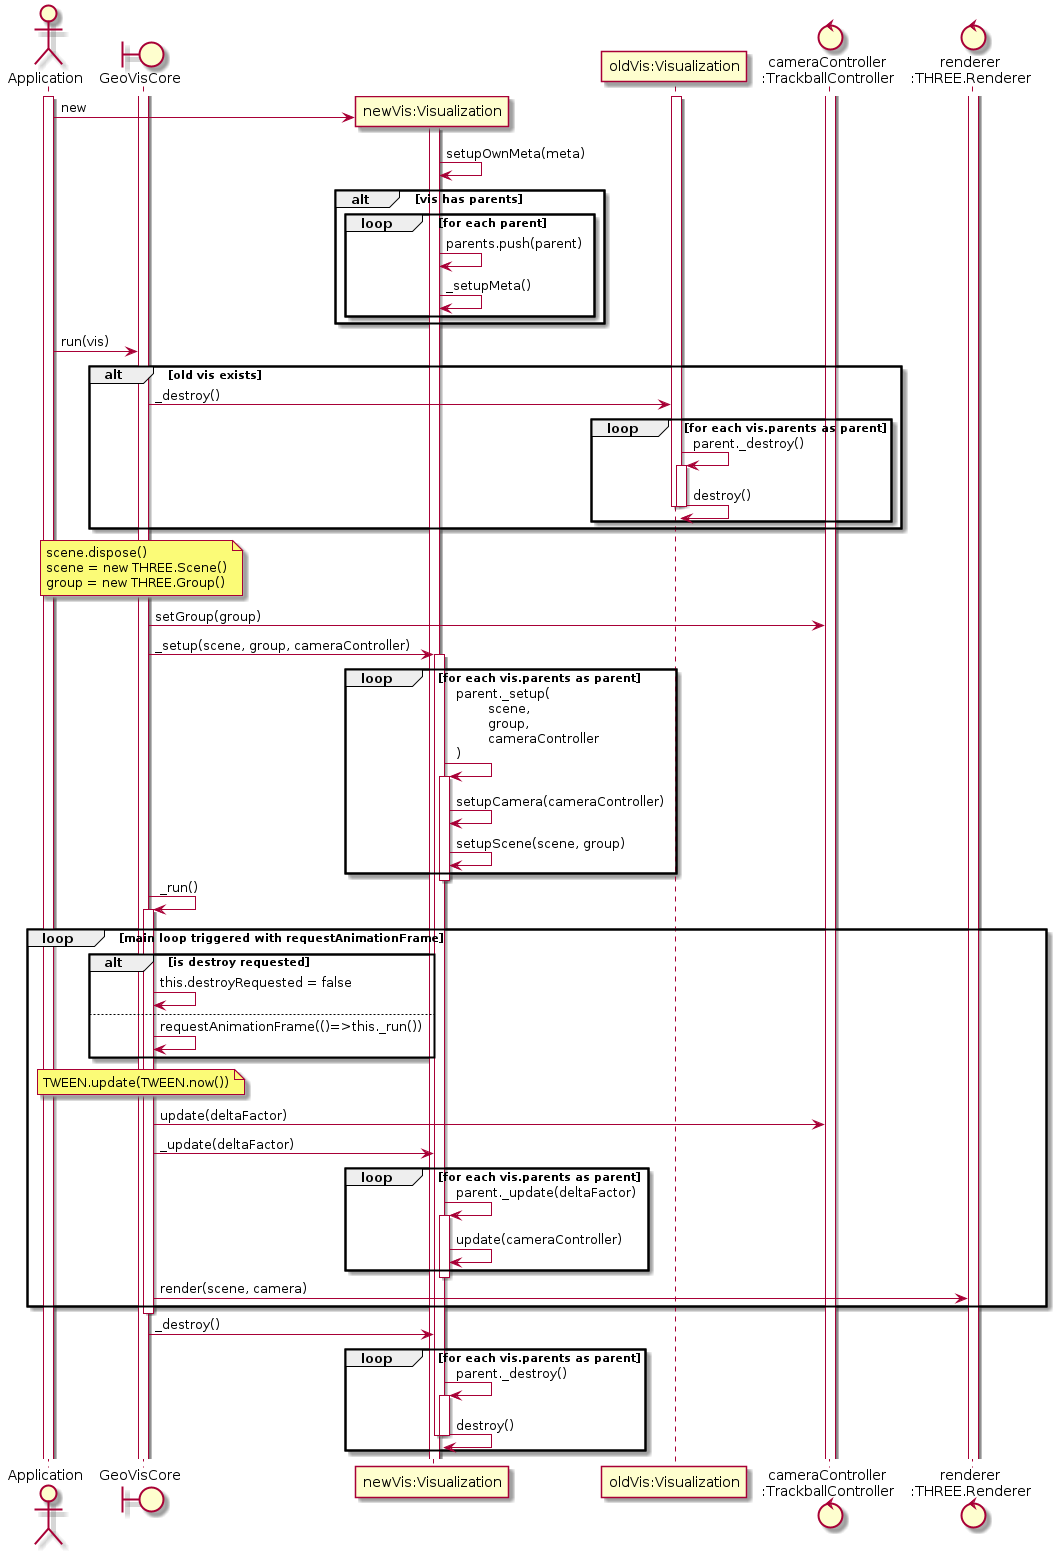 Application
GeoVisCore
oldVis:Visualization
cameraController
:TrackballController
renderer
:THREE.Renderer
new
newVis:Visualization
setupOwnMeta(meta)
alt [vis has parents]
loop [for each parent]
parents.push(parent)
_setupMeta()
run(vis)
alt [old vis exists]
_destroy()
loop [for each vis.parents as parent]
parent._destroy()
destroy()
scene.dispose()
scene = new THREE.Scene()
group = new THREE.Group()
setGroup(group)
_setup(scene, group, cameraController)
loop [for each vis.parents as parent]
parent._setup(
scene,
group,
cameraController
)
setupCamera(cameraController)
setupScene(scene, group)
_run()
loop [main loop triggered with requestAnimationFrame]
alt [is destroy requested]
this.destroyRequested = false
requestAnimationFrame(()=>this._run())
TWEEN.update(TWEEN.now())
update(deltaFactor)
_update(deltaFactor)
loop [for each vis.parents as parent]
parent._update(deltaFactor)
update(cameraController)
render(scene, camera)
_destroy()
loop [for each vis.parents as parent]
parent._destroy()
destroy()
Application
GeoVisCore
newVis:Visualization
oldVis:Visualization
cameraController
:TrackballController
renderer
:THREE.Renderer